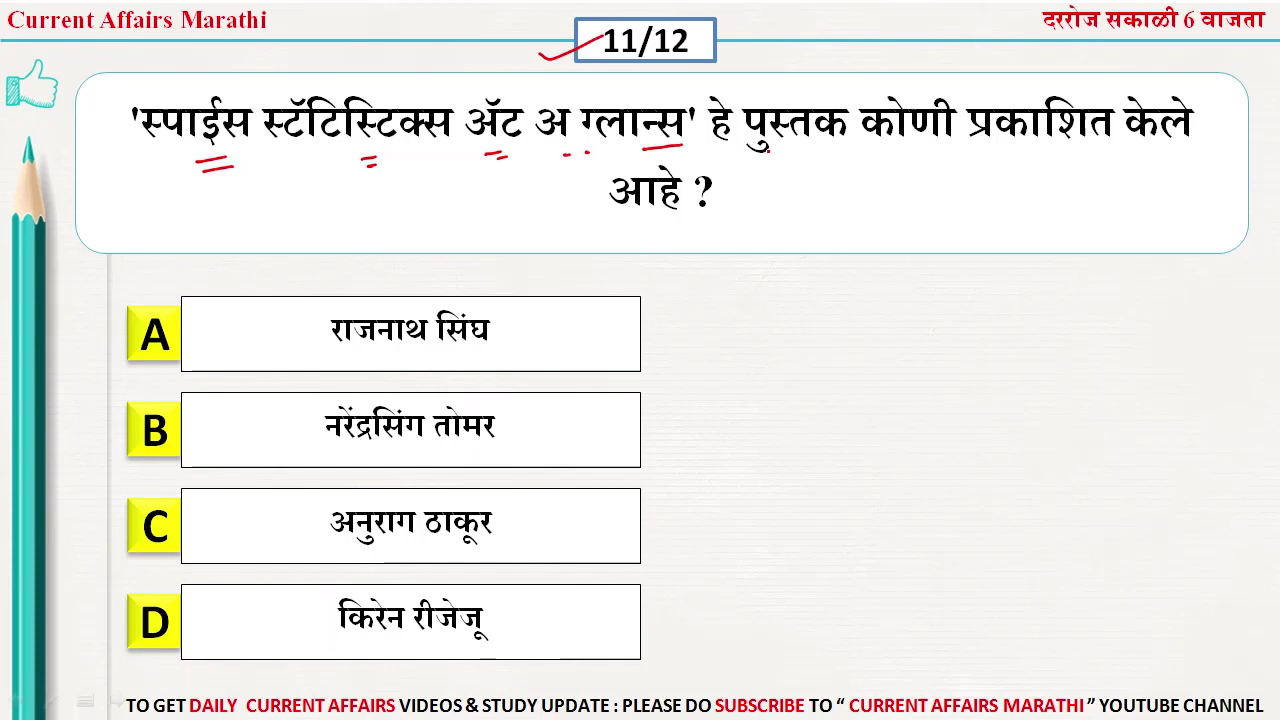 Current Affairs Marathi
दररोज सकाळी 6 वाजता
11/12
'स्पाईस स्टॅटिस्टिक्स ॲट अ ग्लान्स' हे पुस्तक कोणी प्रकाशित केले
आहे ?
A राजनाथ सिंघ
B नरेंद्रसिंग तोमर
C अनुराग ठाकूर
D किरेन रीजेजू
TO GET DAILY CURRENT AFFAIRS VIDEOS & STUDY UPDATE : PLEASE DO SUBSCRIBE TO “ CURRENT AFFAIRS MARATHI ” YOUTUBE CHANNEL